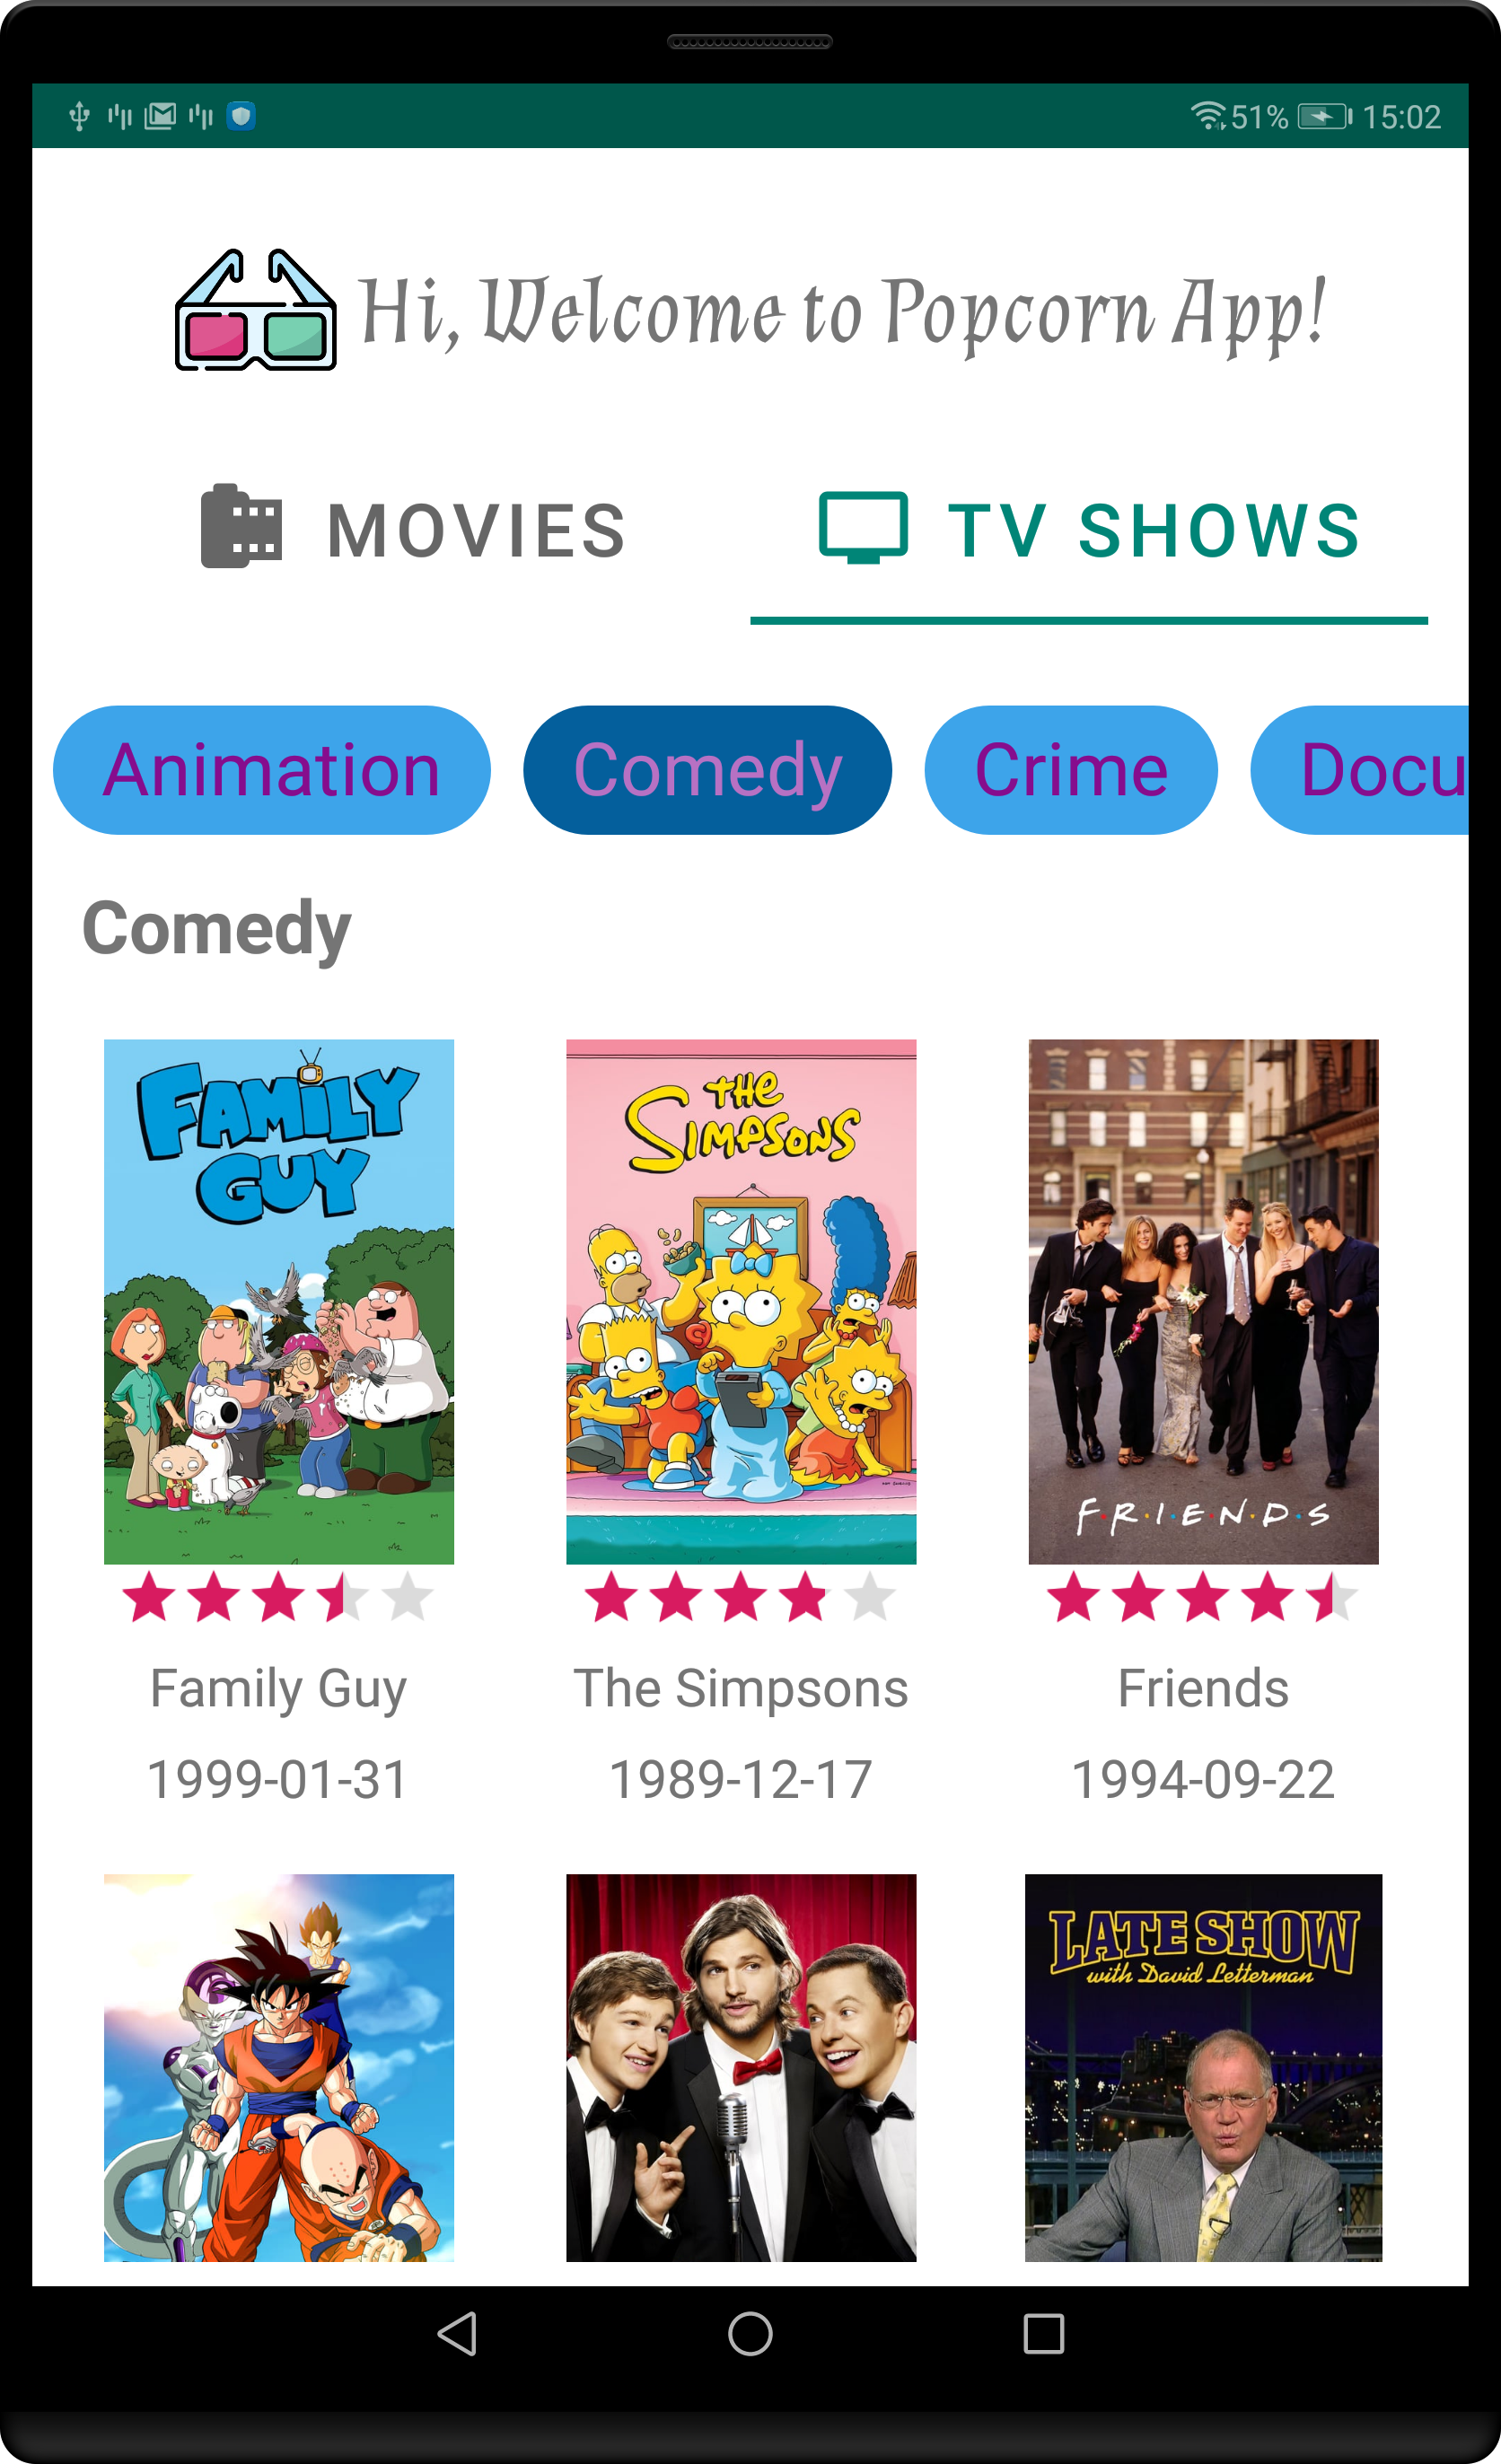 51% 15:02
Hi, Welcome to Popcorn App!
MOVIES TV SHOWS
Animation Comedy Crime Docu
Comedy
FAMILY GUY
THE SIMPSONS
F·R·I·E·N·D·S
Family Guy The Simpsons Friends
1999-01-31 1989-12-17 1994-09-22
LATE SHOW
with David Letterman